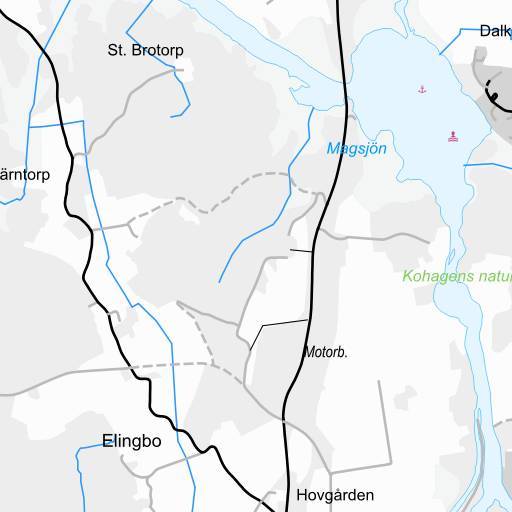 Dalk
St. Brotorp
Magsjön
ärntorp
Kohagens natur
Motorb.
Elingbo
Hovgården